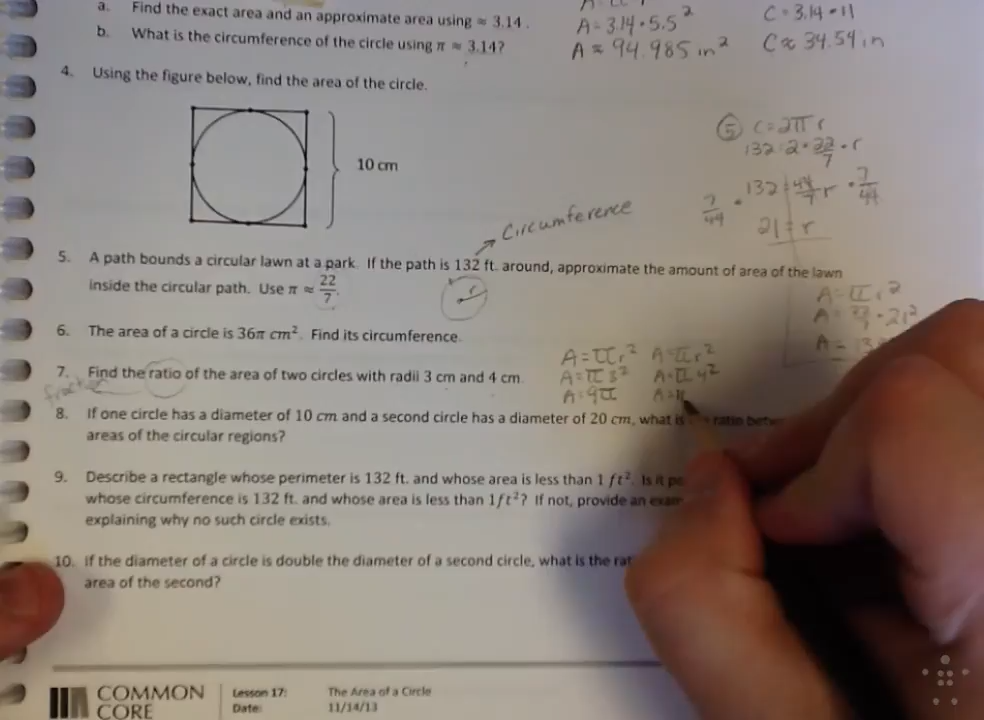 a. Find the exact area and an approximate area using ≈ 3.14.
b. What is the circumference of the circle using π ≈ 3.14?
A=3.14•5.5²
A≈94.985 in²
C=3.14•11
C≈34.54in
4. Using the figure below, find the area of the circle.
10 cm
⑤ C=2πr
132=2•22/7•r
7/44 • 132=44/7 r •7/44
21=r
Circumference
5. A path bounds a circular lawn at a park. If the path is 132 ft. around, approximate the amount of area of the lawn
inside the circular path. Use π ≈ 22/7.
r
A=πr²
A=22/7•21²
A=
6. The area of a circle is 36π cm². Find its circumference.
7. Find the ratio of the area of two circles with radii 3 cm and 4 cm.
fraction
A=πr² A=πr²
A=π3² A=π4²
A=9π A=
8. If one circle has a diameter of 10 cm and a second circle has a diameter of 20 cm, what is ratio
areas of the circular regions?
9. Describe a rectangle whose perimeter is 132 ft. and whose area is less than 1 ft². Is it
whose circumference is 132 ft. and whose area is less than 1 ft²? If not, provide an
explaining why no such circle exists.
10. If the diameter of a circle is double the diameter of a second circle, what is the
area of the second?
COMMON
CORE
Lesson 17: The Area of a Circle
Date: 11/14/13